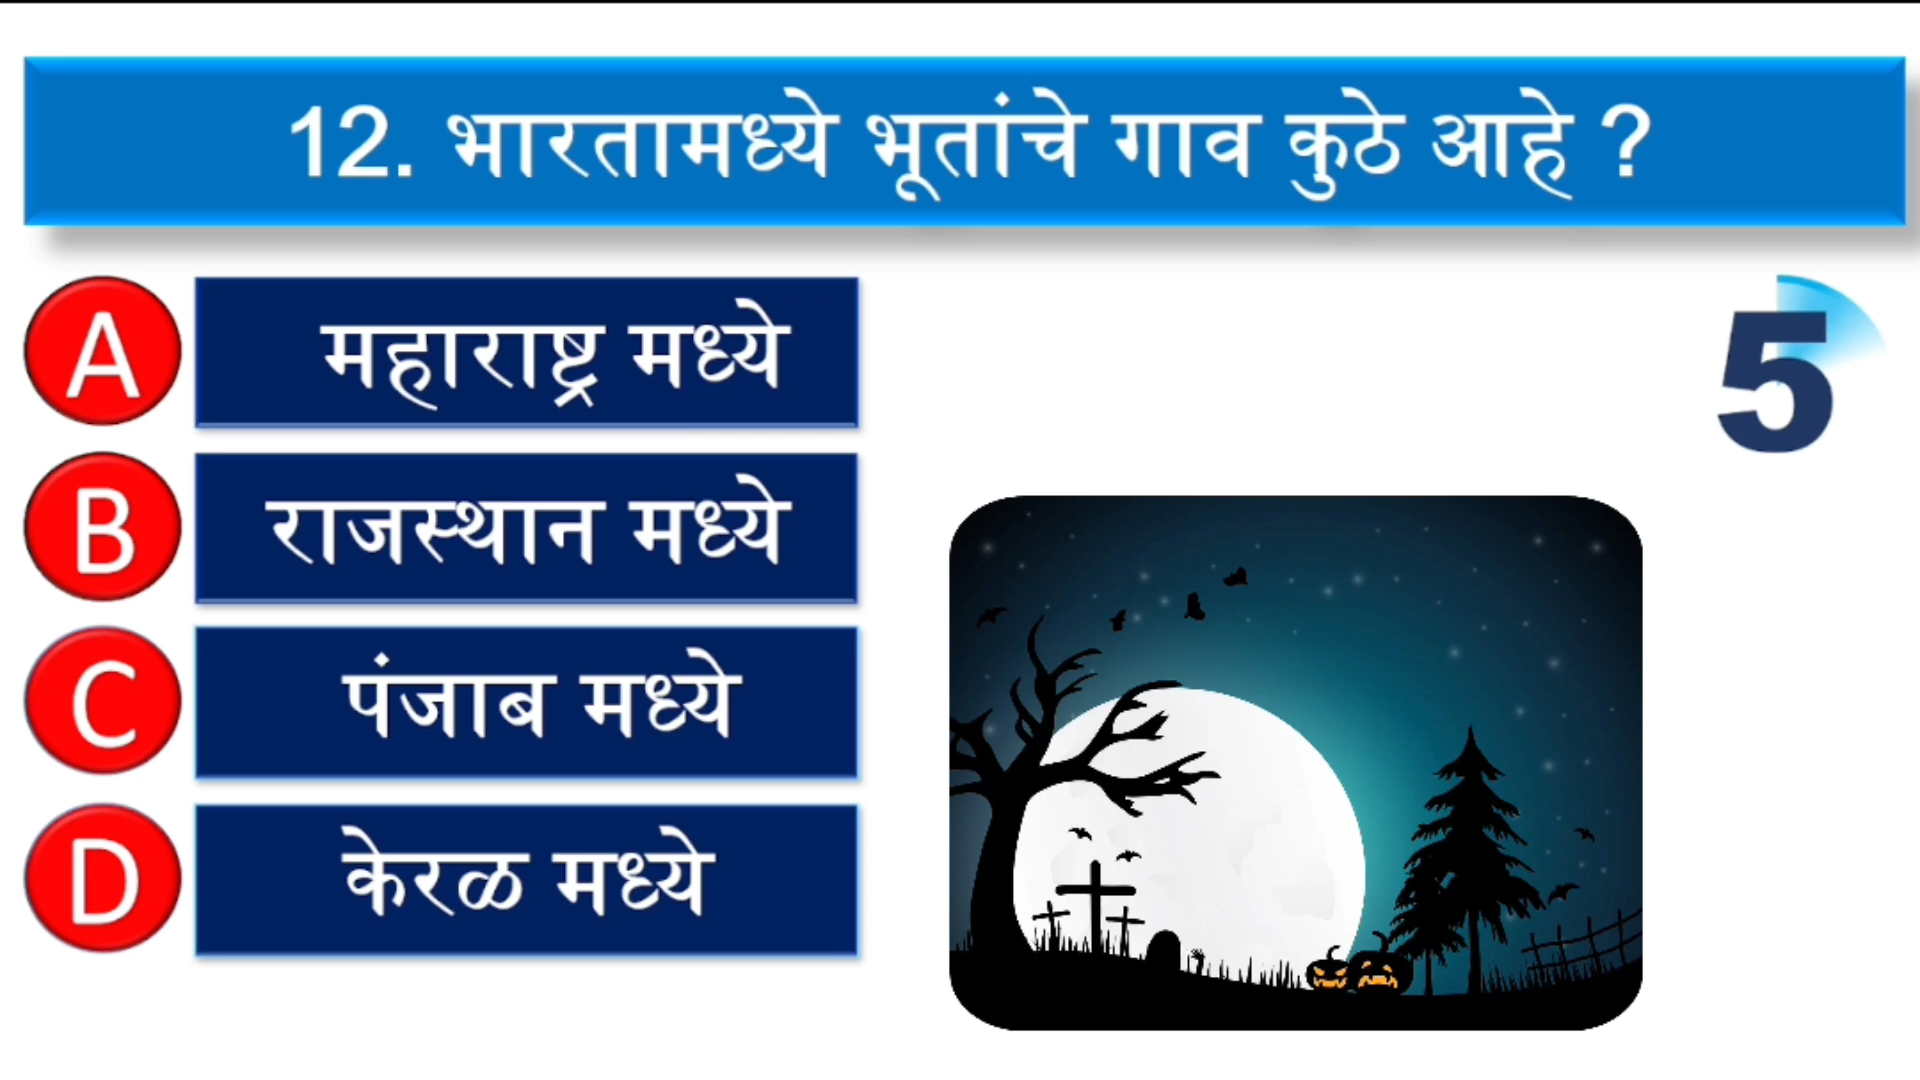 12. भारतामध्ये भूतांचे गाव कुठे आहे ?
A महाराष्ट्र मध्ये
5
B राजस्थान मध्ये
C पंजाब मध्ये
D केरळ मध्ये